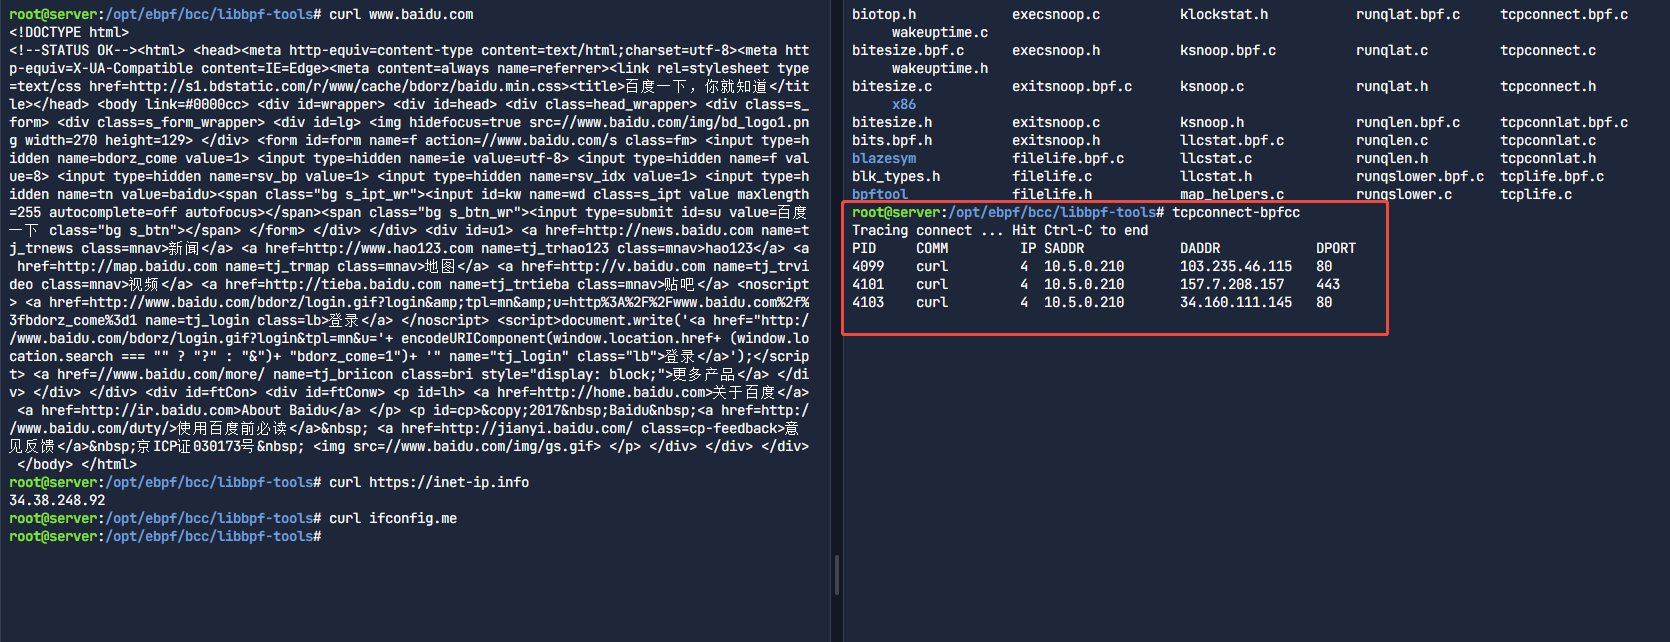 root@server:/opt/ebpf/bcc/libbpf-tools# curl www.baidu.com
<!DOCTYPE html>
<!--STATUS OK--><html> <head><meta http-equiv=content-type content=text/html;charset=utf-8><meta htt
p-equiv=X-UA-Compatible content=IE=Edge><meta content=always name=referrer><link rel=stylesheet type
=text/css href=http://s1.bdstatic.com/r/www/cache/bdorz/baidu.min.css><title>百度一下，你就知道</tit
le></head> <body link=#0000cc> <div id=wrapper> <div id=head> <div class=head_wrapper> <div class=s_
form> <div class=s_form_wrapper> <div id=lg> <img hidefocus=true src=//www.baidu.com/img/bd_logo1.pn
g width=270 height=129> </div> <form id=form name=f action=//www.baidu.com/s class=fm> <input type=h
idden name=bdorz_come value=1> <input type=hidden name=ie value=utf-8> <input type=hidden name=f val
ue=8> <input type=hidden name=rsv_bp value=1> <input type=hidden name=rsv_idx value=1> <input type=h
idden name=tn value=baidu><span class="bg s_ipt_wr"><input id=kw name=wd class=s_ipt value maxlength
=255 autocomplete=off autofocus></span><span class="bg s_btn_wr"><input type=submit id=su value=百度
一下 class="bg s_btn"></span> </form> </div> </div> <div id=u1> <a href=http://news.baidu.com name=t
j_trnews class=mnav>新闻</a> <a href=http://www.hao123.com name=tj_trhao123 class=mnav>hao123</a> <a
 href=http://map.baidu.com name=tj_trmap class=mnav>地图</a> <a href=http://v.baidu.com name=tj_trvi
deo class=mnav>视频</a> <a href=http://tieba.baidu.com name=tj_trtieba class=mnav>贴吧</a> <noscript
> <a href=http://www.baidu.com/bdorz/login.gif?login&amp;tpl=mn&amp;u=http%3A%2F%2Fwww.baidu.com%2f%
3fbdorz_come%3d1 name=tj_login class=lb>登录</a> </noscript> <script>document.write('<a href="http:/
/www.baidu.com/bdorz/login.gif?login&tpl=mn&u='+ encodeURIComponent(window.location.href+ (window.lo
cation.search === "" ? "?" : "&")+ "bdorz_come=1")+ '" name="tj_login" class="lb">登录</a>');</scrip
t> <a href=//www.baidu.com/more/ name=tj_briicon class=bri style="display: block;">更多产品</a> </di
v> </div> </div> <div id=ftCon> <div id=ftConw> <p id=lh> <a href=http://home.baidu.com>关于百度</a>
 <a href=http://ir.baidu.com>About Baidu</a> </p> <p id=cp>&copy;2017&nbsp;Baidu&nbsp;<a href=http:/
/www.baidu.com/duty/>使用百度前必读</a>&nbsp; <a href=http://jianyi.baidu.com/ class=cp-feedback>意
见反馈</a>&nbsp;京ICP证030173号&nbsp; <img src=//www.baidu.com/img/gs.gif> </p> </div> </div> </div>
 </body> </html>
root@server:/opt/ebpf/bcc/libbpf-tools# curl https://inet-ip.info
34.38.248.92
root@server:/opt/ebpf/bcc/libbpf-tools# curl ifconfig.me
root@server:/opt/ebpf/bcc/libbpf-tools#
biotop.h execsnoop.c klockstat.h runqlat.bpf.c tcpconnect.bpf.c
wakeuptime.c
bitesize.bpf.c execsnoop.h ksnoop.bpf.c runqlat.c tcpconnect.c
wakeuptime.h
bitesize.c exitsnoop.bpf.c ksnoop.c runqlat.h tcpconnect.h
x86
bitesize.h exitsnoop.c ksnoop.h runqlen.bpf.c tcpconnlat.bpf.c
bits.bpf.h exitsnoop.h llcstat.bpf.c runqlen.c tcpconnlat.c
blazesym filelife.bpf.c llcstat.c runqlen.h tcpconnlat.h
blk_types.h filelife.c llcstat.h runqslower.bpf.c tcplife.bpf.c
bpftool filelife.h map_helpers.c runqslower.c tcplife.c
root@server:/opt/ebpf/bcc/libbpf-tools# tcpconnect-bpfcc
Tracing connect ... Hit Ctrl-C to end
PID COMM IP SADDR DADDR DPORT
4099 curl 4 10.5.0.210 103.235.46.115 80
4101 curl 4 10.5.0.210 157.7.208.157 443
4103 curl 4 10.5.0.210 34.160.111.145 80